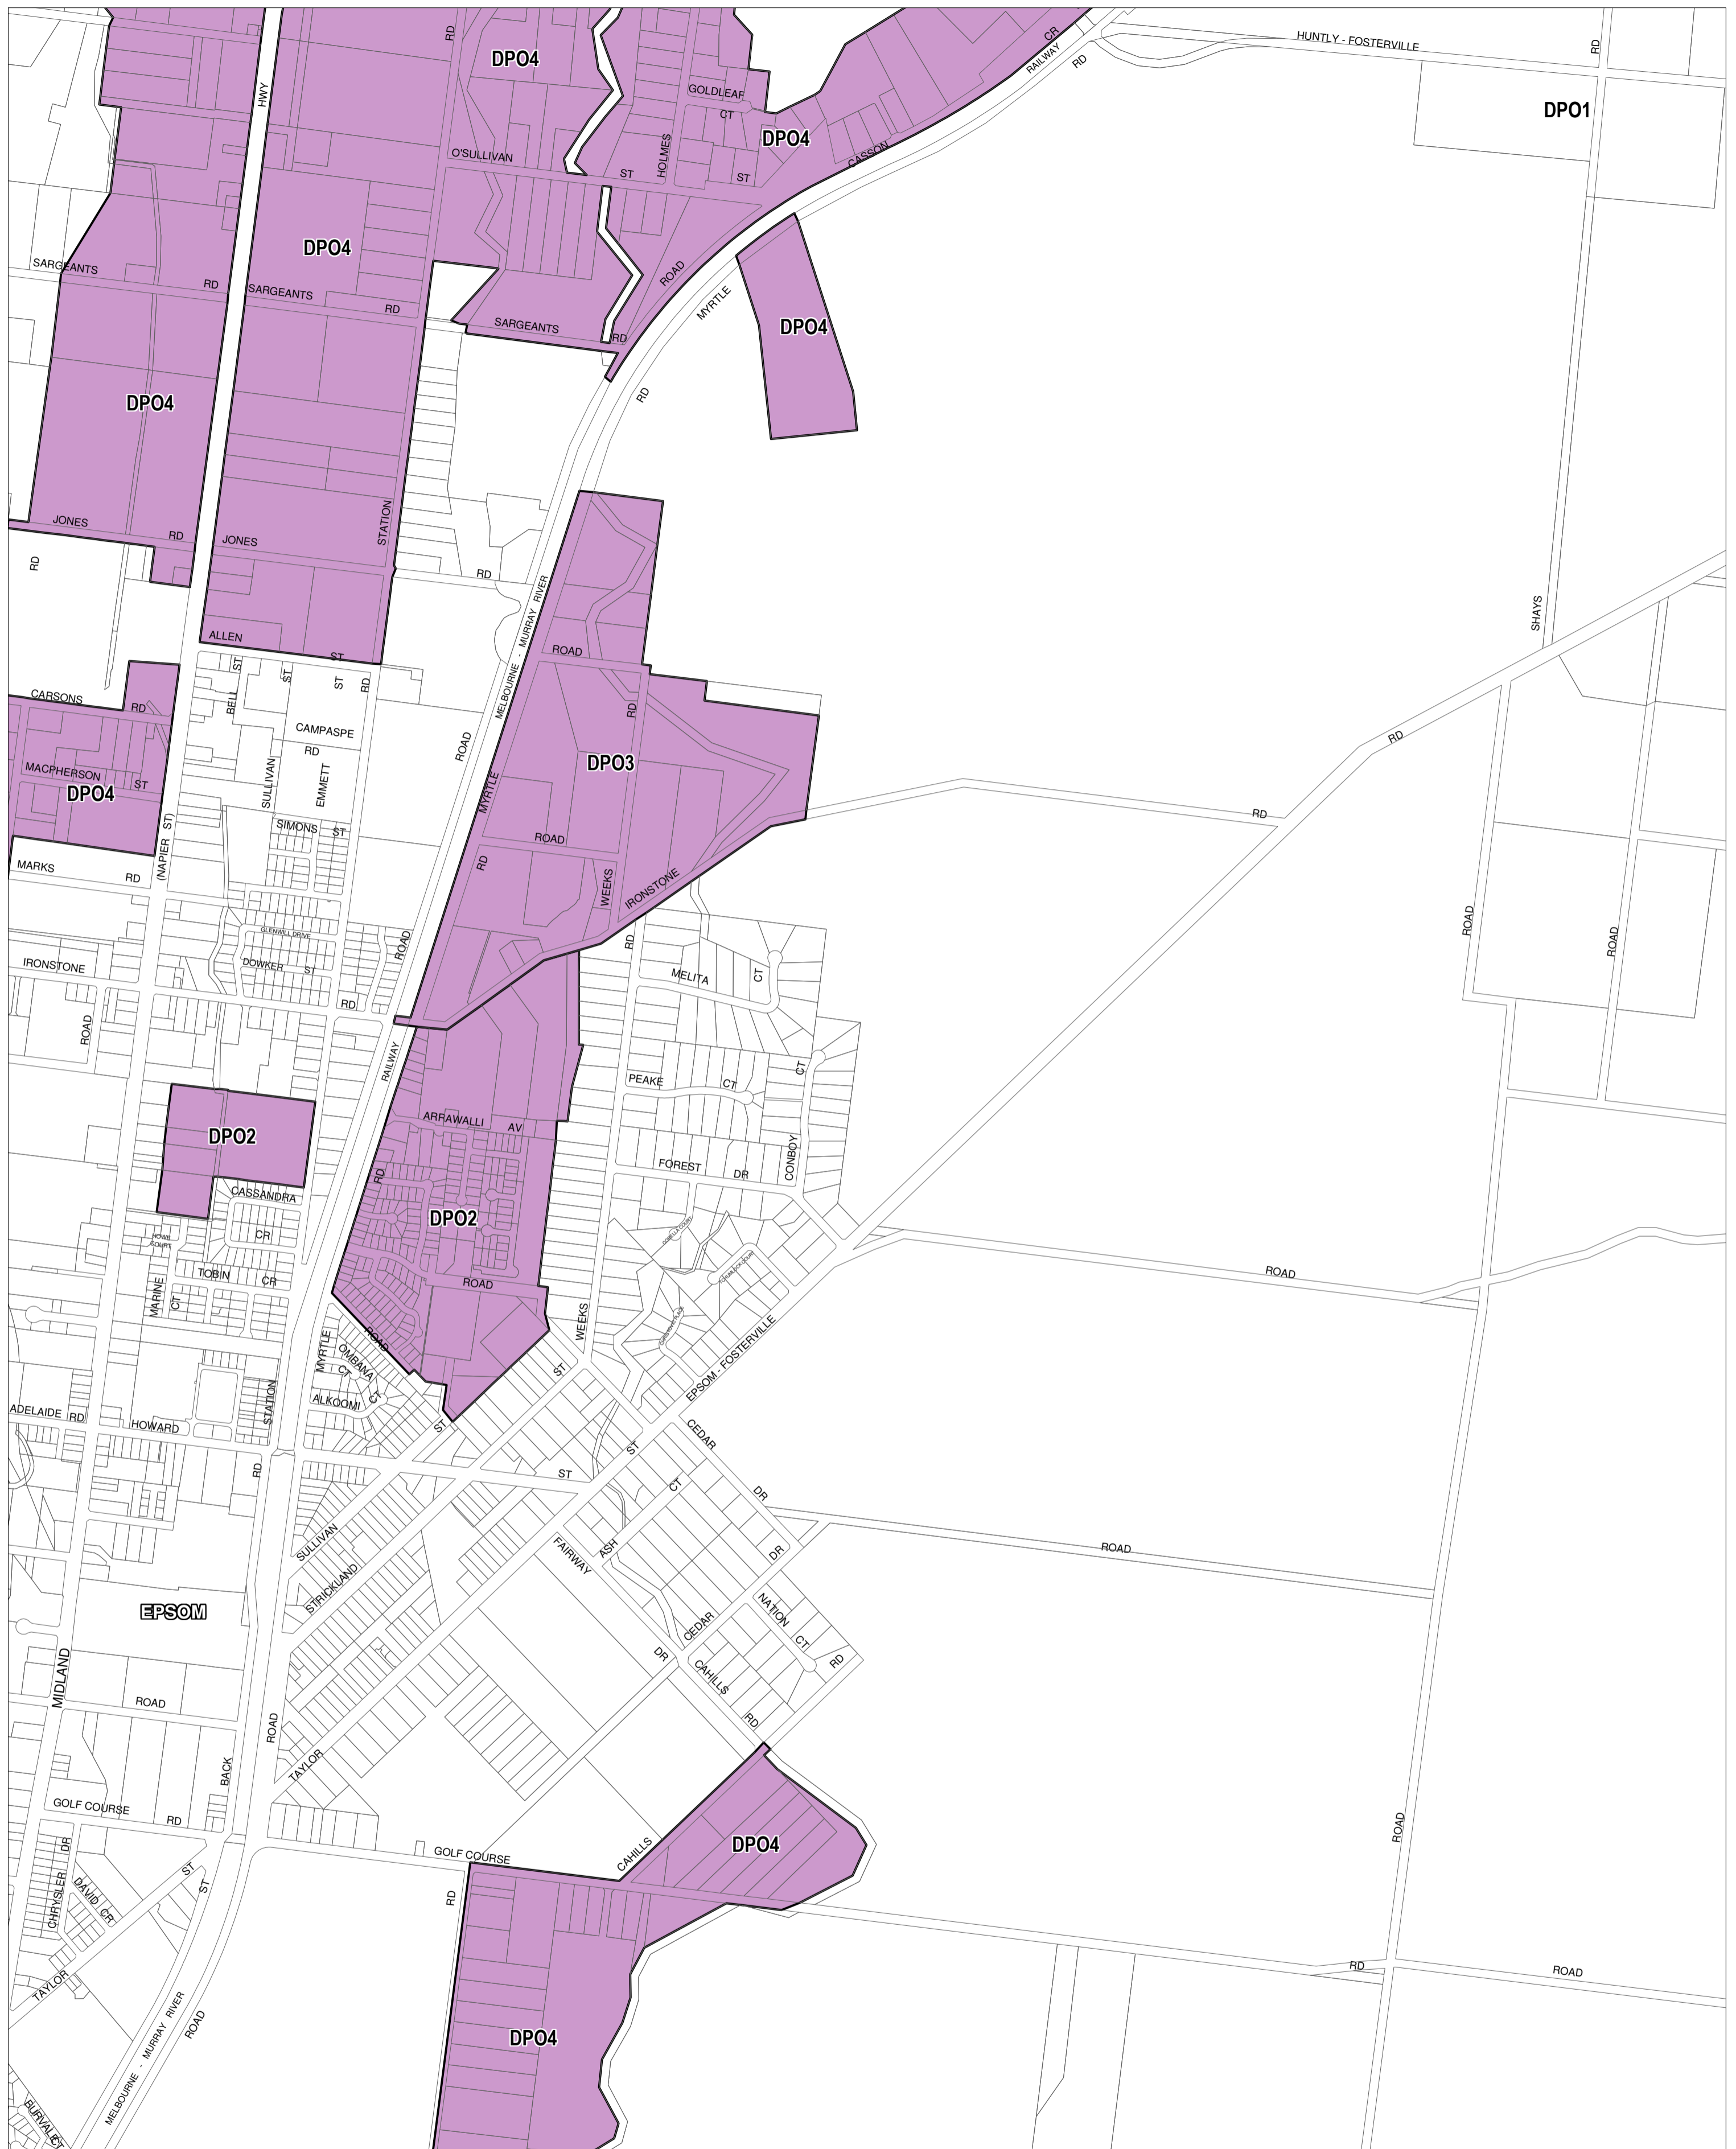 HUNTLY - FOSTERVILLE
RD
CR
RAILWAY
RD
RD
HWY
DPO4
GOLDLEAF
CT
DPO4
DPO1
HOLMES
O'SULLIVAN
ST
ST
CASSON
DPO4
SARGEANTS
RD
SARGEANTS
RD
SARGEANTS
RD
ROAD
MYRTLE
DPO4
RD
DPO4
JONES
RD
RD
JONES
STATION
RD
MELBOURNE - MURRAY RIVER
SHAYS
ALLEN
ST
ST
ST
ST
RD
BELL
ROAD
RD
CARSONS
RD
CAMPASPE
RD
ROAD
RD
DPO3
MACPHERSON
ST
DPO4
SULLIVAN
EMMETT
MYRTLE
SIMONS
ST
ROAD
RD
(NAPIER ST)
MARKS
RD
RD
WEEKS
IRONSTONE
ROAD
ROAD
GLENWILL DRIVE
DOWKER
ST
ROAD
RD
IRONSTONE
RD
MELITA
CT
ROAD
RAILWAY
PEAKE
CT
CT
DPO2
ARRAWALLI
AV
RD
FOREST
DR
CONBOY
CASSANDRA
CR
DPO2
HOWE
COURT
TOBIN
CR
MARINE
CT
ROAD
ROAD
WEEKS
MYRTLE
ROAD
OMBANA
CT
ALKOOMI
CT
ST
ST
EPSOM - FOSTERVILLE
STATION
ADELAIDE
RD
HOWARD
RD
ST
ST
CEDAR
CT
DR
SULLIVAN
STRICKLAND
FAIRWAY
ASH
DR
ROAD
NATION
CT
CEDAR
DR
EPSOM
CAHILLS
RD
RD
MIDLAND
ROAD
ROAD
TAYLOR
BACK
GOLF COURSE
RD
ROAD
DR
ST
ST
CHRYSLER
DAVID
CR
GOLF COURSE
CAHILLS
DPO4
RD
TAYLOR
RD
ROAD
MELBOURNE - MURRAY RIVER
ROAD
DPO4
BURVALE
CT